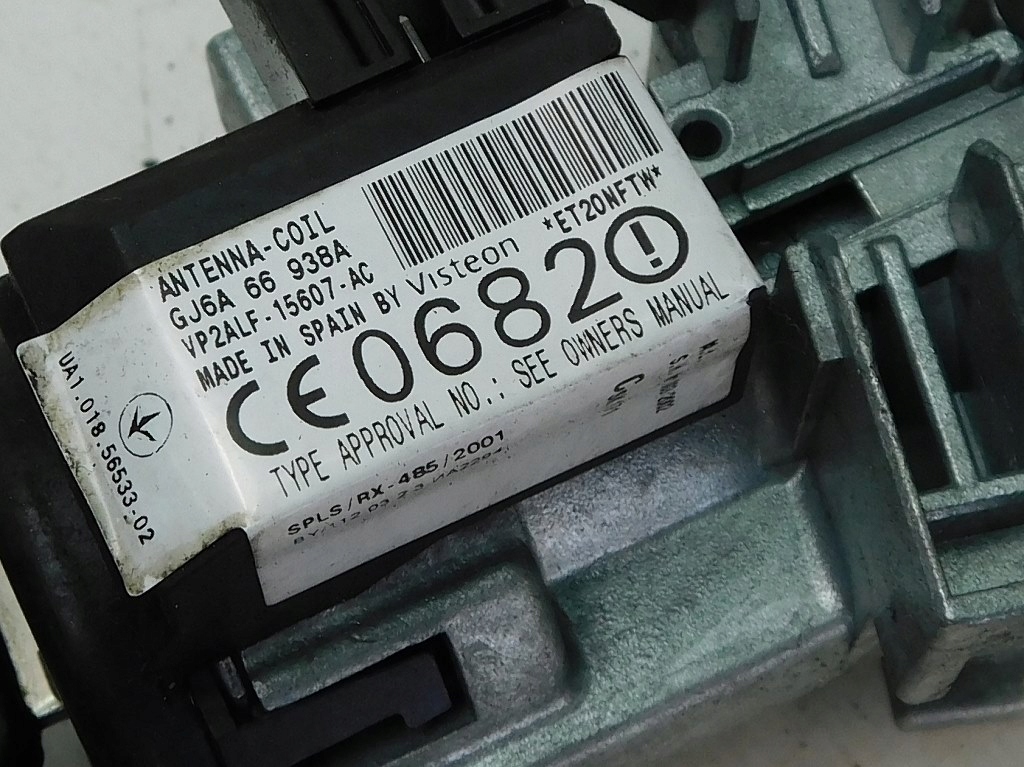 ANTENNA-COIL
GJ6A 66 938A
VP2ALF-15607-AC
MADE IN SPAIN BY Visteon
*ET20NFTW*
CE 0682
TYPE APPROVAL NO.: SEE OWNERS MANUAL
SPLS/RX-485/2001
UA1.018.56533-02